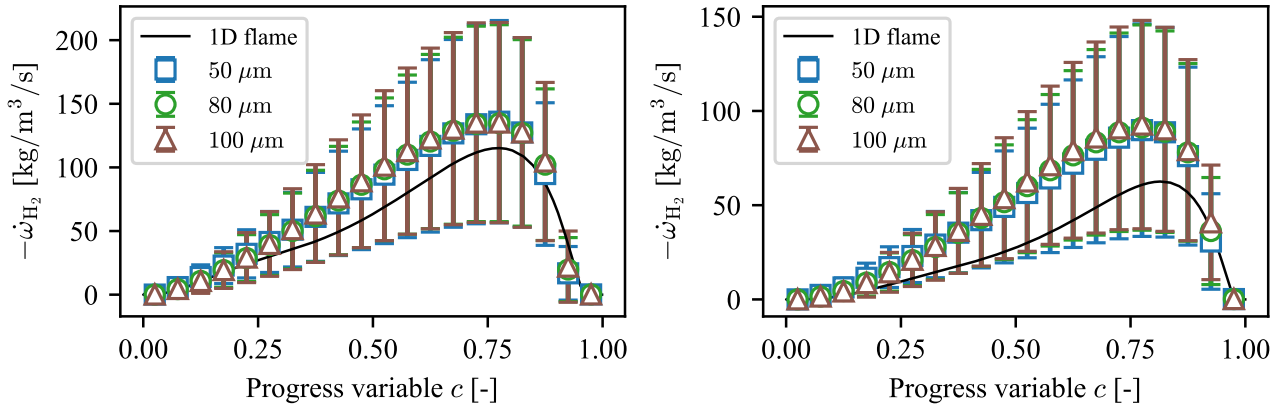 1D flame
50 μm
80 μm
100 μm
−ω̇H₂ [kg/m³/s]
200
150
100
50
0
0.00 0.25 0.50 0.75 1.00
Progress variable c [-]
1D flame
50 μm
80 μm
100 μm
−ω̇H₂ [kg/m³/s]
150
100
50
0
0.00 0.25 0.50 0.75 1.00
Progress variable c [-]